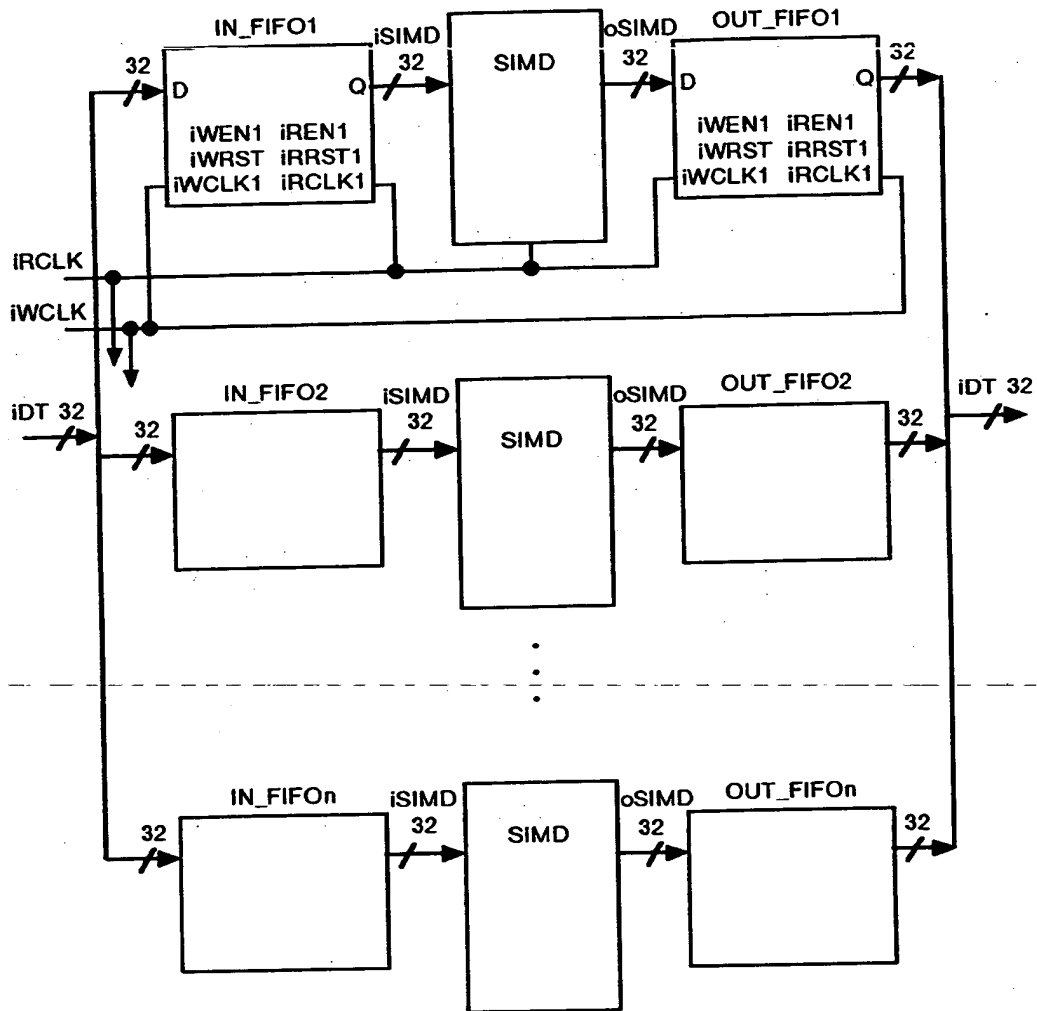 IN_FIFO1 iSIMD oSIMD OUT_FIFO1
32 32 SIMD 32 32
D Q D Q
iWEN1 iREN1 iWEN1 iREN1
iWRST iRRST1 iWRST iRRST1
iWCLK1 iRCLK1 iWCLK1 iRCLK1
iRCLK
iWCLK
IN_FIFO2 iSIMD oSIMD OUT_FIFO2
iDT 32 32 32 SIMD 32 32 iDT 32
IN_FIFOn iSIMD oSIMD OUT_FIFOn
32 32 SIMD 32 32